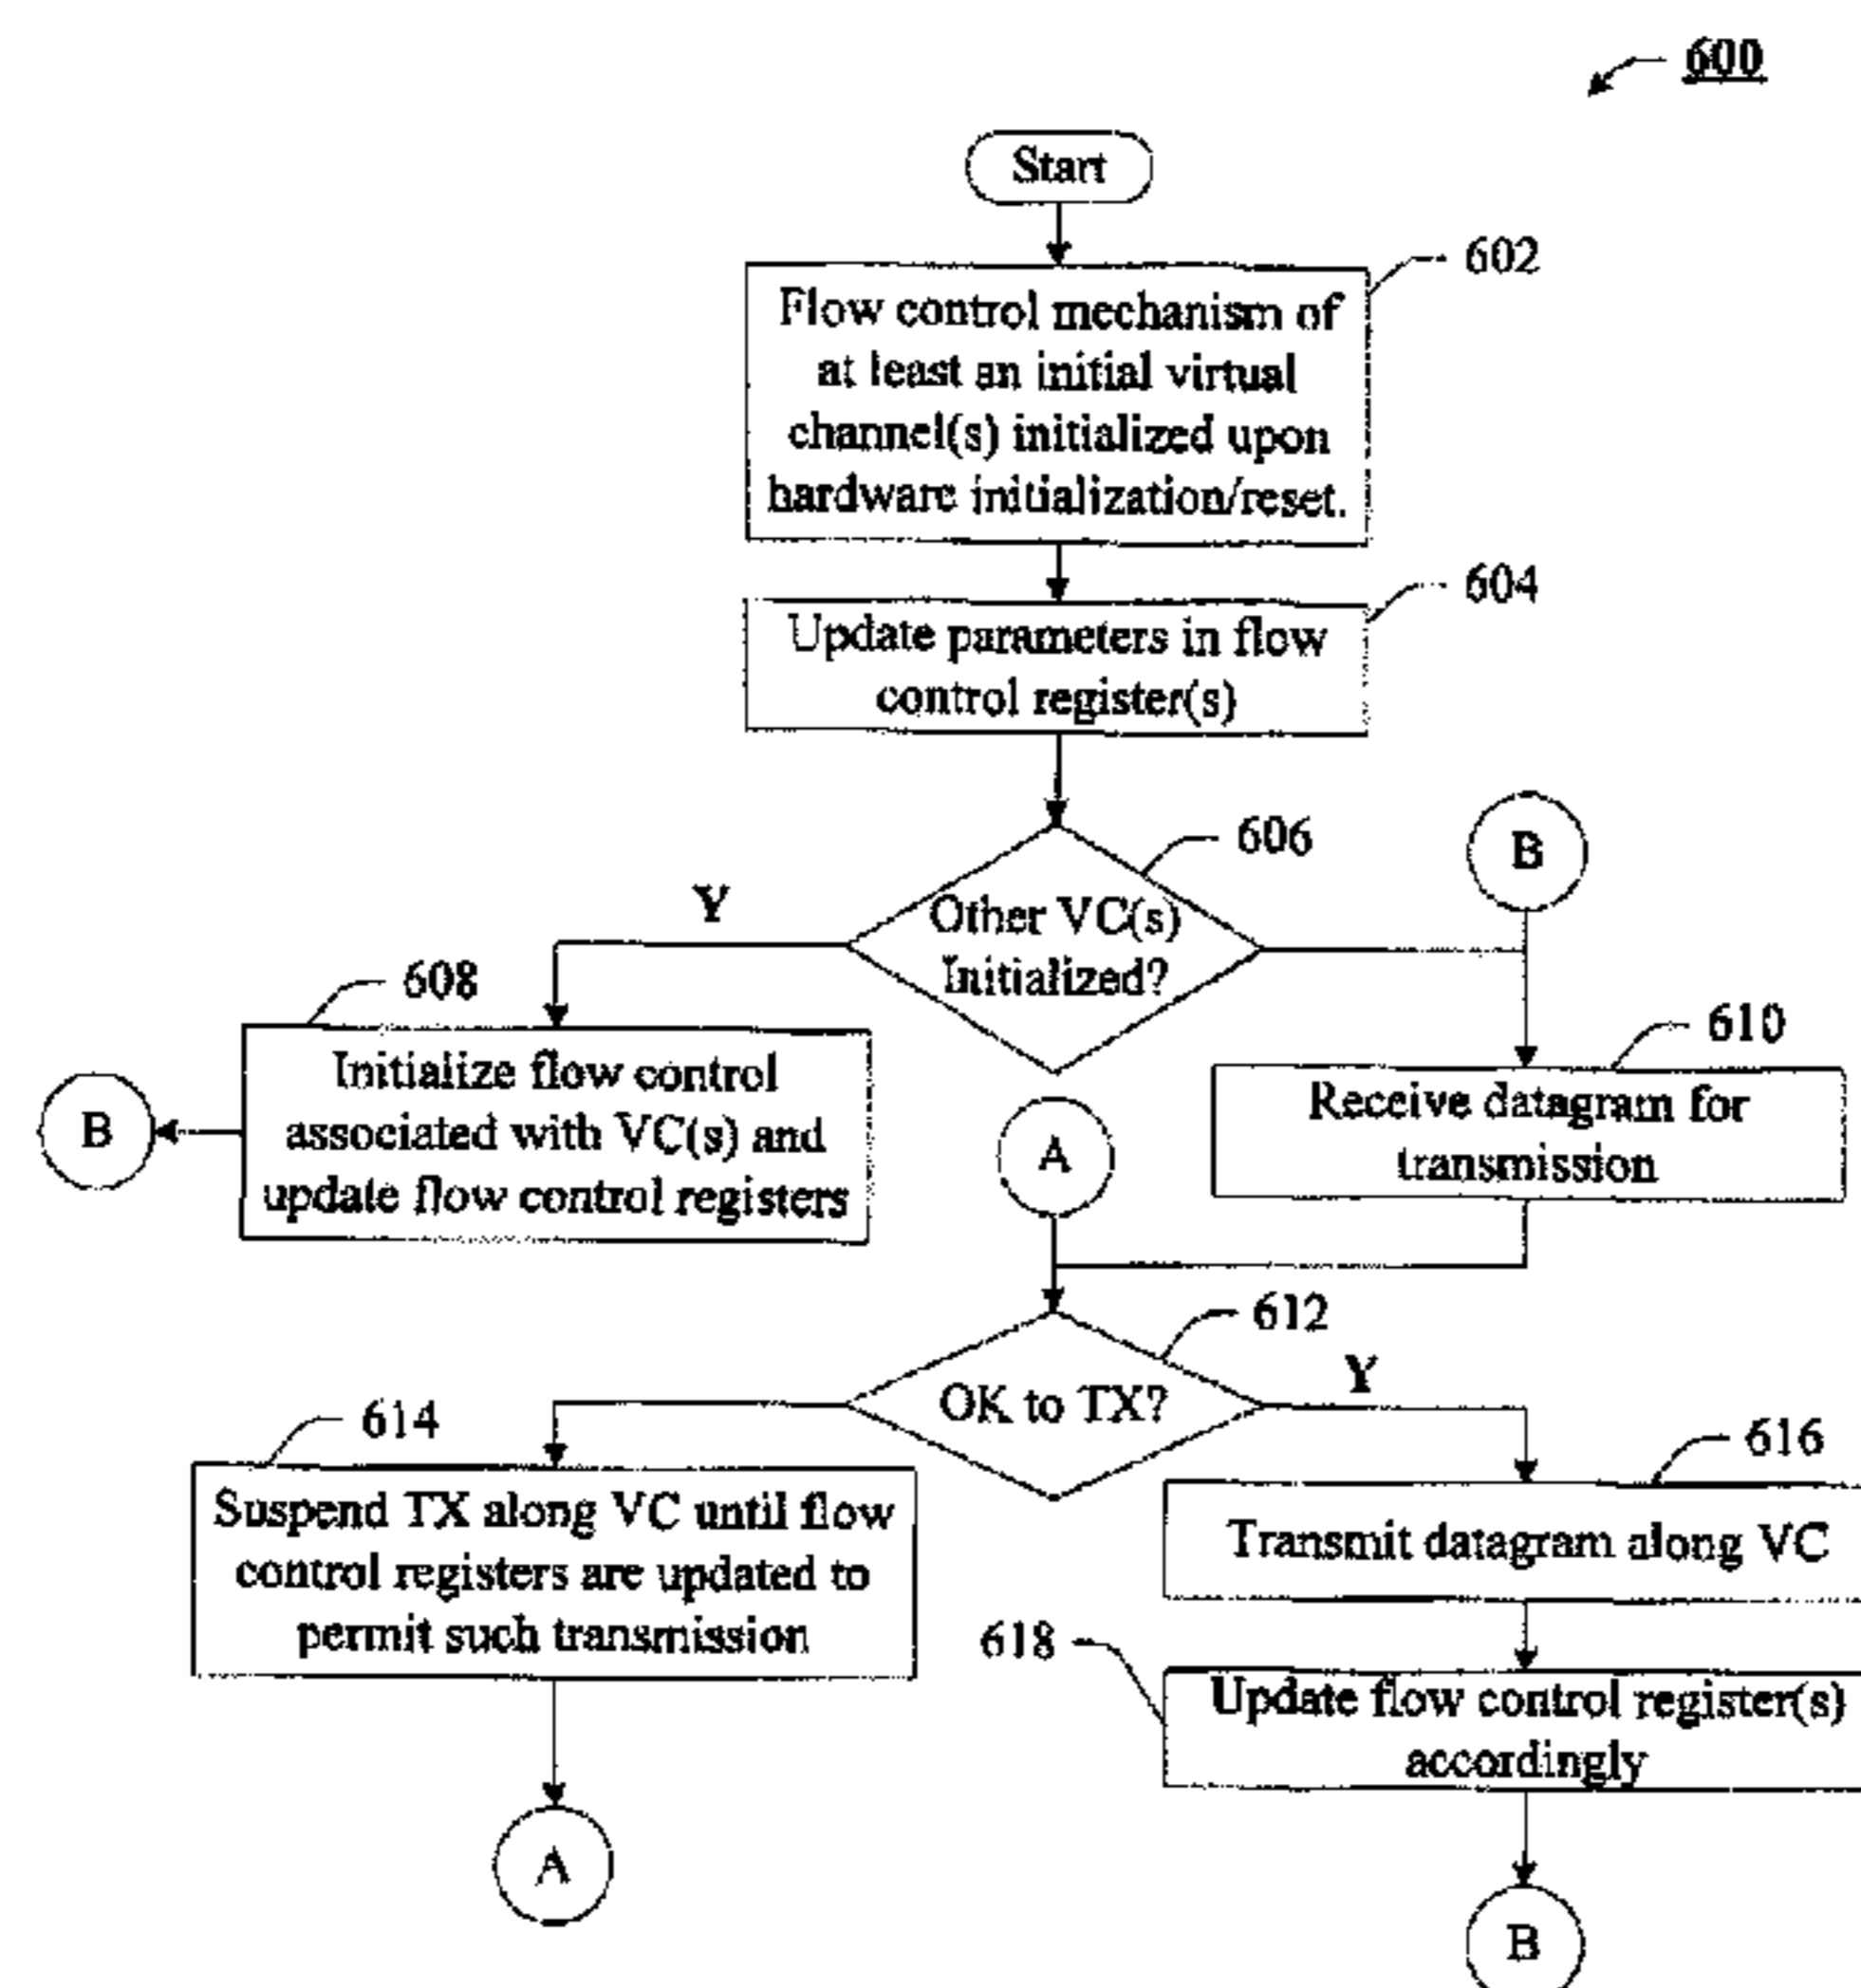 600
Start
602
Flow control mechanism of
at least an initial virtual
channel(s) initialized upon
hardware initialization/reset.
604
Update parameters in flow
control register(s)
606
B
Other VC(s)
Initialized?
Y
608
Initialize flow control
associated with VC(s) and
update flow control registers
B
610
Receive datagram for
transmission
A
612
OK to TX?
Y
614
Suspend TX along VC until flow
control registers are updated to
permit such transmission
A
616
Transmit datagram along VC
618
Update flow control register(s)
accordingly
B